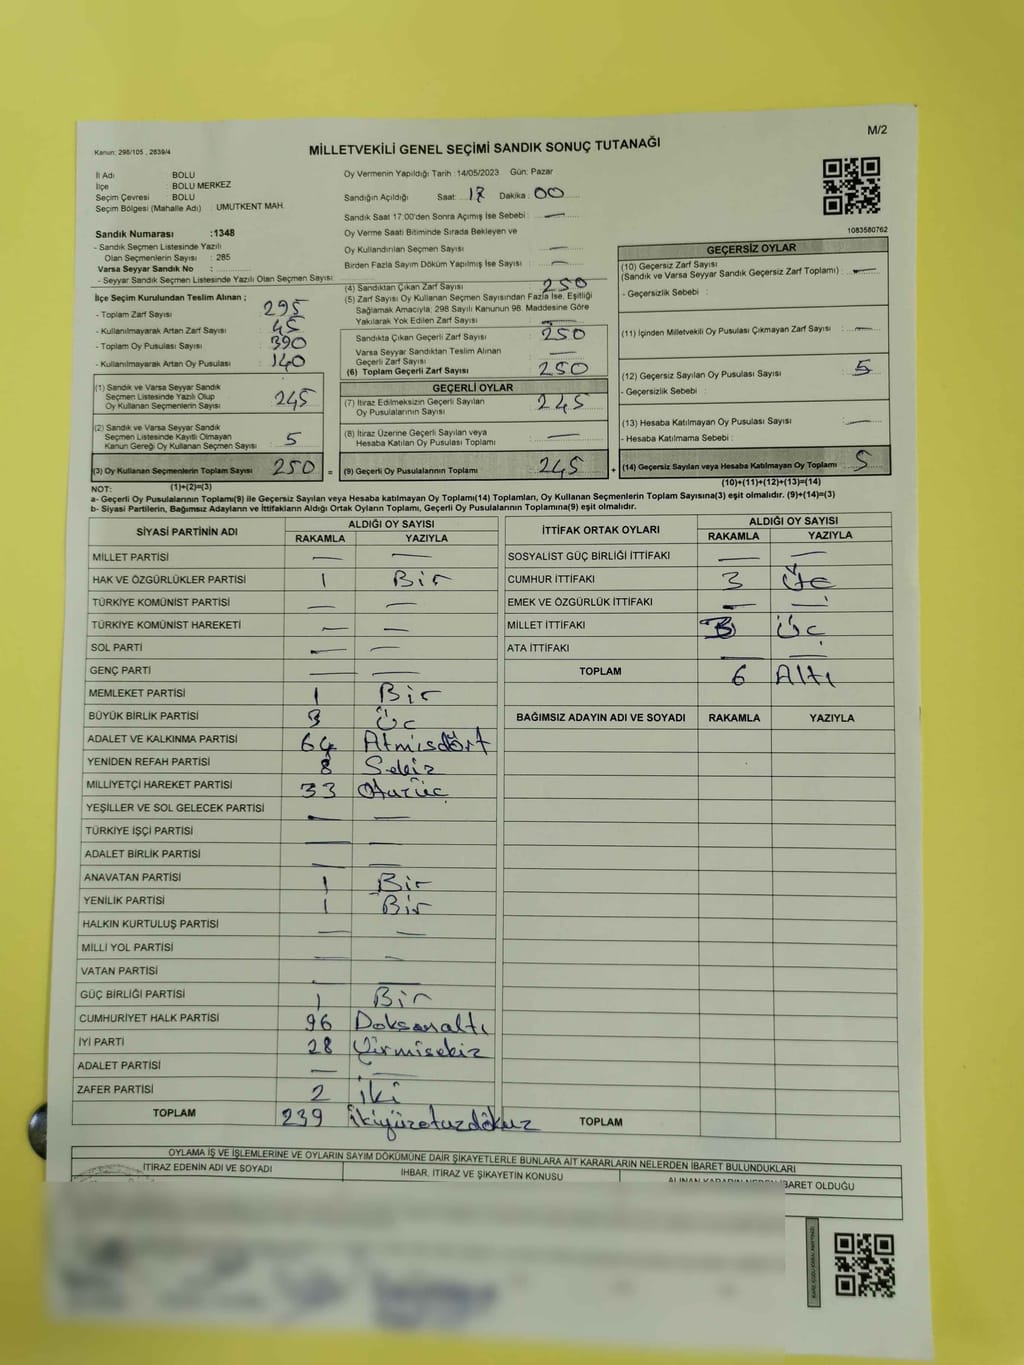 M/2
Kanun: 298/105 , 2839/4
MİLLETVEKİLİ GENEL SEÇİMİ SANDIK SONUÇ TUTANAĞI
İl Adı BOLU
İlçe : BOLU MERKEZ
Seçim Çevresi BOLU
Seçim Bölgesi (Mahalle Adı) : UMUTKENT MAH.
Oy Vermenin Yapıldığı Tarih :14/05/2023 Gün: Pazar
Sandığın Açıldığı Saat: 17 Dakika : 00
Sandık Saat 17:00'den Sonra Açımış İse Sebebi : —
Oy Verme Saati Bitiminde Sırada Bekleyen ve
Oy Kullandırılan Seçmen Sayısı —
Birden Fazla Sayım Döküm Yapılmış İse Sayısı —
Sandık Numarası :1348
- Sandık Seçmen Listesinde Yazılı
Olan Seçmenlerin Sayısı : 285
Varsa Seyyar Sandık No :
- Seyyar Sandık Seçmen Listesinde Yazılı Olan Seçmen Sayısı :
1083580762
İlçe Seçim Kurulundan Teslim Alınan ;
- Toplam Zarf Sayısı : 295
- Kullanılmayarak Artan Zarf Sayısı : 45
- Toplam Oy Pusulası Sayısı : 390
- Kullanılmayarak Artan Oy Pusulası : 140
(1) Sandık ve Varsa Seyyar Sandık
Seçmen Listesinde Yazılı Olup
Oy Kullanan Seçmenlerin Sayısı : 245
(2) Sandık ve Varsa Seyyar Sandık
Seçmen Listesinde Kayıtlı Olmayan
Kanun Gereği Oy Kullanan Seçmen Sayısı : 5
(3) Oy Kullanan Seçmenlerin Toplam Sayısı 250 =
(1)+(2)=(3)
(4) Sandıktan Çıkan Zarf Sayısı : 250
(5) Zarf Sayısı Oy Kullanan Seçmen Sayısından Fazla İse, Eşitliği
Sağlamak Amacıyla; 298 Sayılı Kanunun 98. Maddesine Göre
Yakılarak Yok Edilen Zarf Sayısı : —
Sandıkta Çıkan Geçerli Zarf Sayısı : 250
Varsa Seyyar Sandıktan Teslim Alınan —
Geçerli Zarf Sayısı
(6) Toplam Geçerli Zarf Sayısı : 250
GEÇERLİ OYLAR
(7) İtiraz Edilmeksizin Geçerli Sayılan
Oy Pusulalarının Sayısı : 245
(8) İtiraz Üzerine Geçerli Sayılan veya
Hesaba Katılan Oy Pusulası Toplamı —
(9) Geçerli Oy Pusulalarının Toplamı 245 +
GEÇERSİZ OYLAR
(10) Geçersiz Zarf Sayısı
(Sandık ve Varsa Seyyar Sandık Geçersiz Zarf Toplamı) : —
- Geçersizlik Sebebi :
(11) İçinden Milletvekili Oy Pusulası Çıkmayan Zarf Sayısı : —
(12) Geçersiz Sayılan Oy Pusulası Sayısı : 5
- Geçersizlik Sebebi :
(13) Hesaba Katılmayan Oy Pusulası Sayısı : —
- Hesaba Katılmama Sebebi :
(14) Geçersiz Sayılan veya Hesaba Katılmayan Oy Toplamı : 5
(10)+(11)+(12)+(13)=(14)
NOT:
a- Geçerli Oy Pusulalarının Toplamı(9) ile Geçersiz Sayılan veya Hesaba katılmayan Oy Toplamı(14) Toplamları, Oy Kullanan Seçmenlerin Toplam Sayısına(3) eşit olmalıdır. (9)+(14)=(3)
b- Siyasi Partilerin, Bağımsız Adayların ve İttifakların Aldığı Ortak Oyların Toplamı, Geçerli Oy Pusulalarının Toplamına(9) eşit olmalıdır.
SİYASİ PARTİNİN ADI ALDIĞI OY SAYISI
RAKAMLA YAZIYLA
MİLLET PARTİSİ — —
HAK VE ÖZGÜRLÜKLER PARTİSİ 1 Bir
TÜRKİYE KOMÜNİST PARTİSİ — —
TÜRKİYE KOMÜNİST HAREKETİ — —
SOL PARTİ — —
GENÇ PARTİ — —
MEMLEKET PARTİSİ 1 Bir
BÜYÜK BİRLİK PARTİSİ 3 Üc
ADALET VE KALKINMA PARTİSİ 64 Atmisdört
YENİDEN REFAH PARTİSİ 8 Sekiz
MİLLİYETÇİ HAREKET PARTİSİ 33 Otuzüc
YEŞİLLER VE SOL GELECEK PARTİSİ — —
TÜRKİYE İŞÇİ PARTİSİ — —
ADALET BİRLİK PARTİSİ — —
ANAVATAN PARTİSİ 1 Bir
YENİLİK PARTİSİ 1 Bir
HALKIN KURTULUŞ PARTİSİ — —
MİLLİ YOL PARTİSİ — —
VATAN PARTİSİ — —
GÜÇ BİRLİĞİ PARTİSİ 1 Bir
CUMHURİYET HALK PARTİSİ 96 Doksanaltı
İYİ PARTİ 28 Yirmisekiz
ADALET PARTİSİ — —
ZAFER PARTİSİ 2 İki
TOPLAM 239 İkiyüzotuzdokuz
İTTİFAK ORTAK OYLARI ALDIĞI OY SAYISI
RAKAMLA YAZIYLA
SOSYALİST GÜÇ BİRLİĞİ İTTİFAKI — —
CUMHUR İTTİFAKI 3 Üc
EMEK VE ÖZGÜRLÜK İTTİFAKI — —
MİLLET İTTİFAKI 3 Üç
ATA İTTİFAKI — —
TOPLAM 6 Altı
BAĞIMSIZ ADAYIN ADI VE SOYADI RAKAMLA YAZIYLA
TOPLAM
OYLAMA İŞ VE İŞLEMLERİNE VE OYLARIN SAYIM DÖKÜMÜNE DAİR ŞİKAYETLERLE BUNLARA AİT KARARLARIN NELERDEN İBARET BULUNDUKLARI
İTİRAZ EDENİN ADI VE SOYADI İHBAR, İTİRAZ VE ŞİKAYETİN KONUSU ALINAN KARARIN NEDEN İBARET OLDUĞU